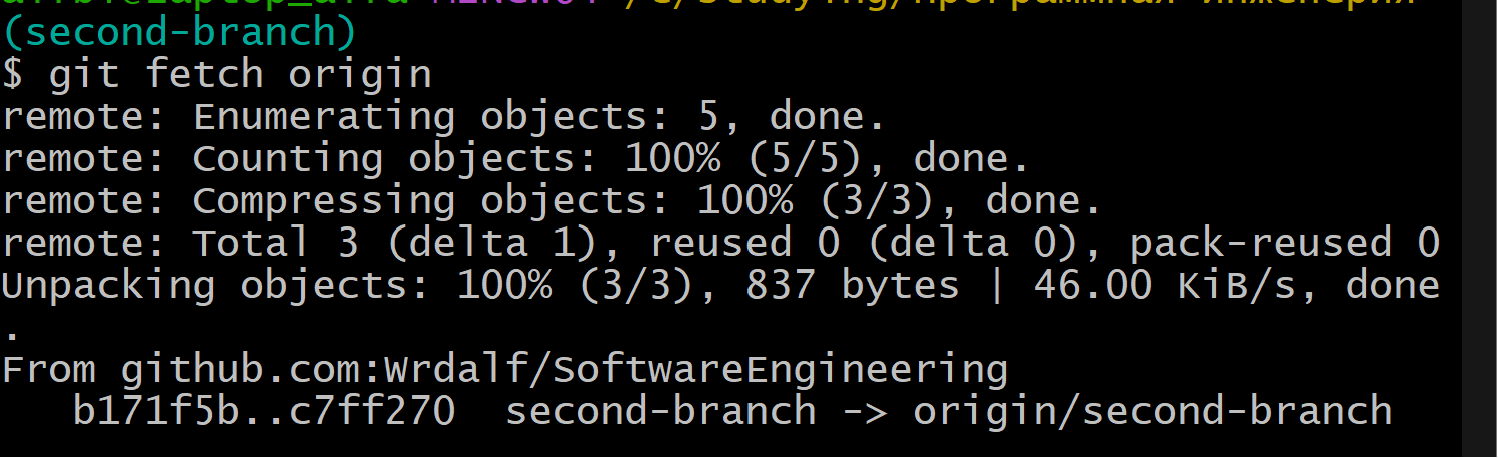 (second-branch)
$ git fetch origin
remote: Enumerating objects: 5, done.
remote: Counting objects: 100% (5/5), done.
remote: Compressing objects: 100% (3/3), done.
remote: Total 3 (delta 1), reused 0 (delta 0), pack-reused 0
Unpacking objects: 100% (3/3), 837 bytes | 46.00 KiB/s, done
.
From github.com:Wrdalf/SoftwareEngineering
   b171f5b..c7ff270  second-branch -> origin/second-branch